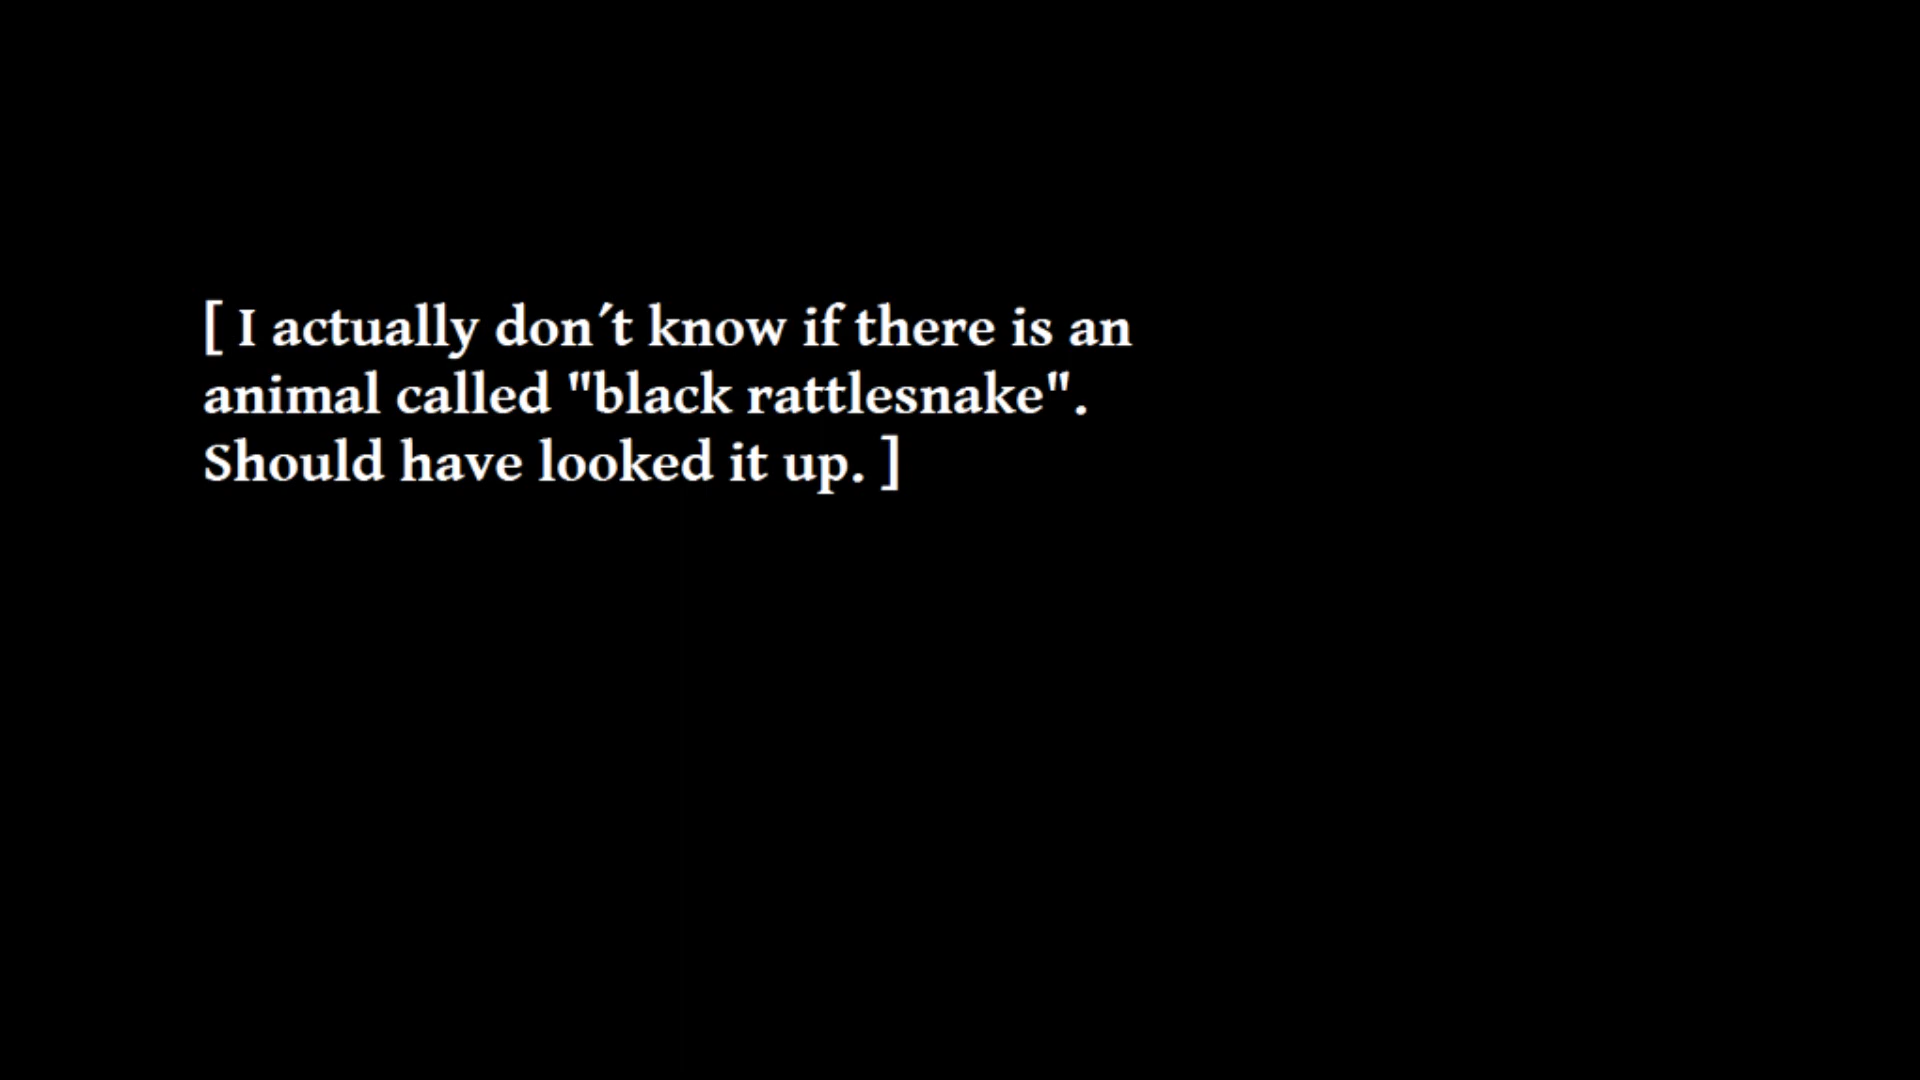 [ I actually don´t know if there is an
animal called "black rattlesnake".
Should have looked it up. ]